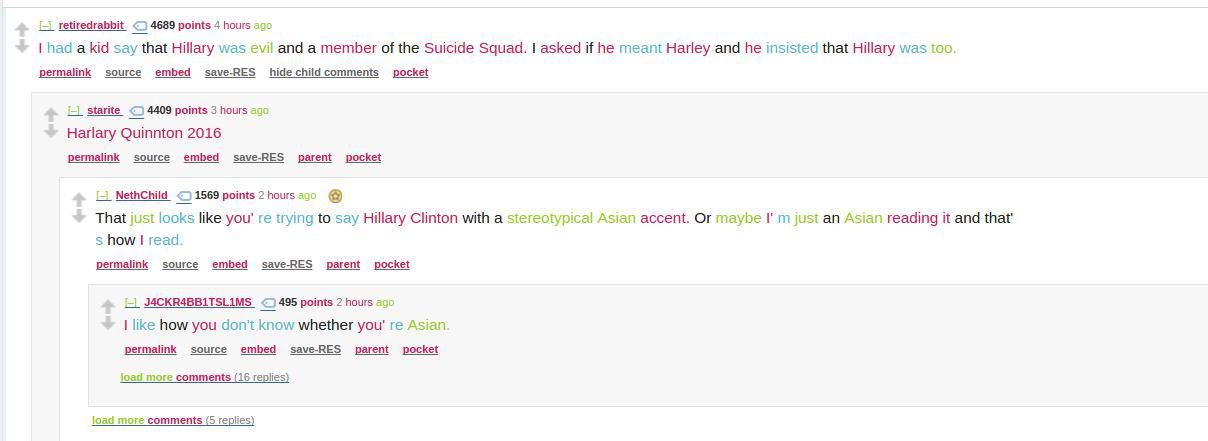 [–] retiredrabbit 4689 points 4 hours ago
I had a kid say that Hillary was evil and a member of the Suicide Squad. I asked if he meant Harley and he insisted that Hillary was too.
permalink source embed save-RES hide child comments pocket
[–] starite 4409 points 3 hours ago
Harlary Quinnton 2016
permalink source embed save-RES parent pocket
[–] NethChild 1569 points 2 hours ago
That just looks like you' re trying to say Hillary Clinton with a stereotypical Asian accent. Or maybe I' m just an Asian reading it and that'
s how I read.
permalink source embed save-RES parent pocket
[–] J4CKR4BB1TSL1MS 495 points 2 hours ago
I like how you don't know whether you' re Asian.
permalink source embed save-RES parent pocket
load more comments (16 replies)
load more comments (5 replies)